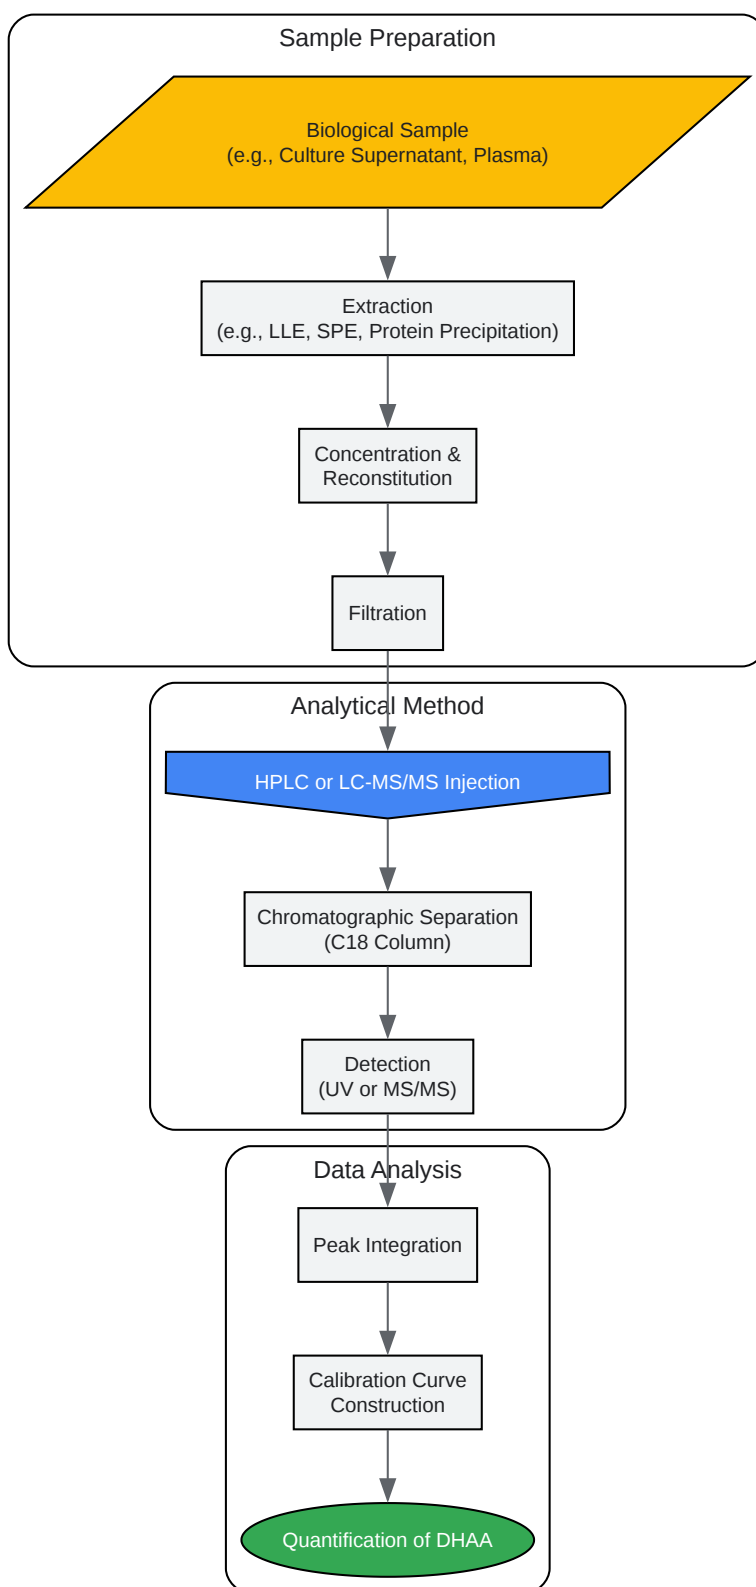 Sample Preparation
Biological Sample
(e.g., Culture Supernatant, Plasma)
Extraction
(e.g., LLE, SPE, Protein Precipitation)
Concentration &
Reconstitution
Filtration
Analytical Method
HPLC or LC-MS/MS Injection
Chromatographic Separation
(C18 Column)
Detection
(UV or MS/MS)
Data Analysis
Peak Integration
Calibration Curve
Construction
Quantification of DHAA